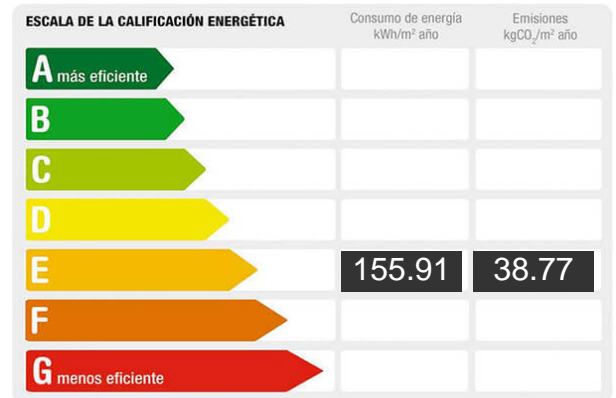 ESCALA DE LA CALIFICACIÓN ENERGÉTICA
Consumo de energía
kWh/m² año
Emisiones
kgCO₂/m² año
A más eficiente
B
C
D
E 155.91 38.77
F
G menos eficiente